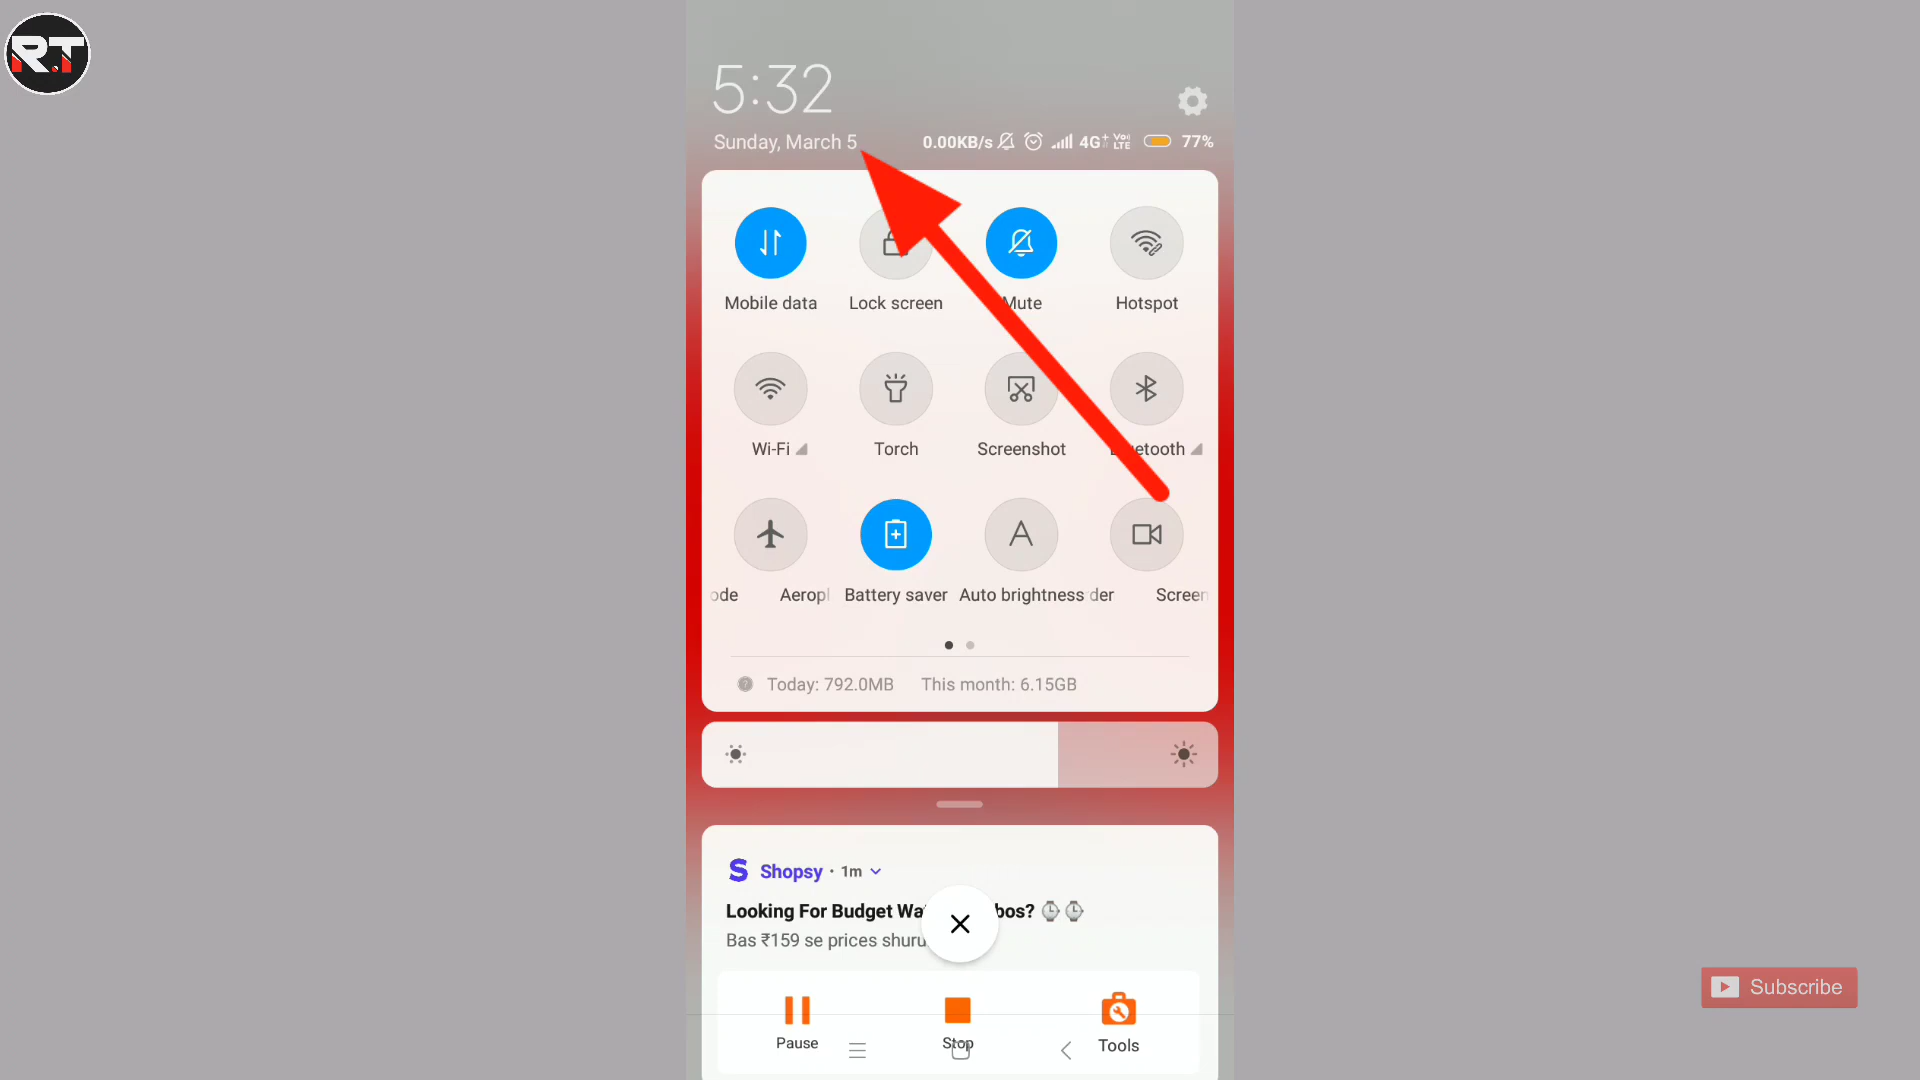 R.T
5:32
Sunday, March 5
0.00KB/s 4G+ Vo LTE 77%
Mobile data
Lock screen
Mute
Hotspot
Wi-Fi
Torch
Screenshot
etooth
ode Aeropl
Battery saver
Auto brightness
der Screen
Today: 792.0MB This month: 6.15GB
Shopsy · 1m
Looking For Budget Wa bos? ⌚⌚
Bas ₹159 se prices shuru
Pause
Stop
Tools
Subscribe